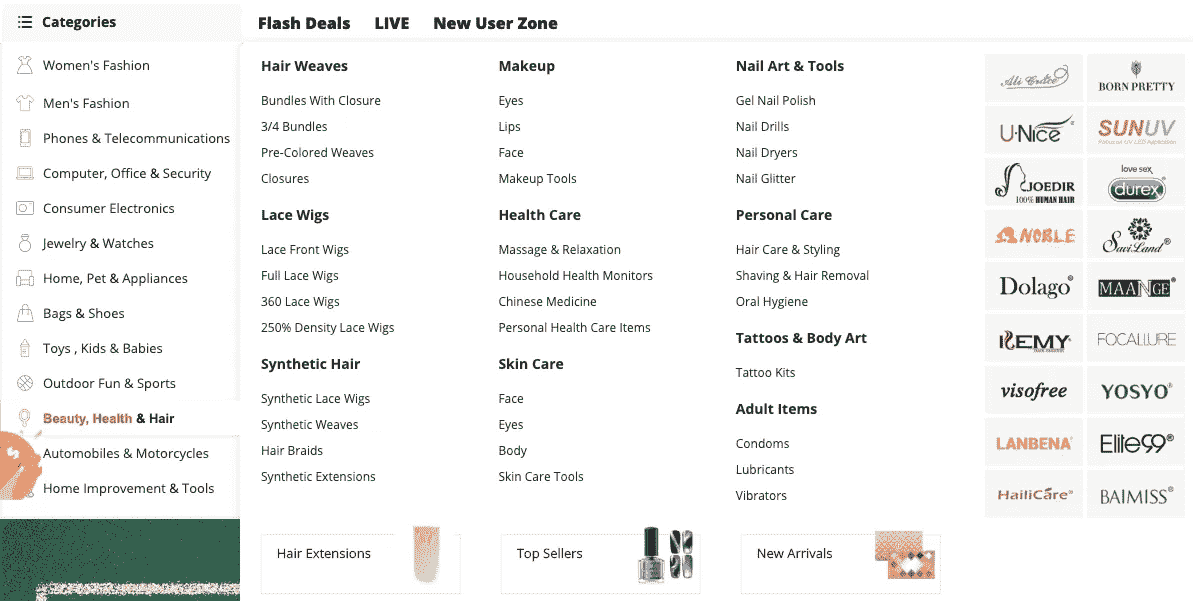 Categories
Flash Deals LIVE New User Zone
Women's Fashion
Men's Fashion
Phones & Telecommunications
Computer, Office & Security
Consumer Electronics
Jewelry & Watches
Home, Pet & Appliances
Bags & Shoes
Toys , Kids & Babies
Outdoor Fun & Sports
Beauty, Health & Hair
Automobiles & Motorcycles
Home Improvement & Tools
Hair Weaves
Bundles With Closure
3/4 Bundles
Pre-Colored Weaves
Closures
Lace Wigs
Lace Front Wigs
Full Lace Wigs
360 Lace Wigs
250% Density Lace Wigs
Synthetic Hair
Synthetic Lace Wigs
Synthetic Weaves
Hair Braids
Synthetic Extensions
Makeup
Eyes
Lips
Face
Makeup Tools
Health Care
Massage & Relaxation
Household Health Monitors
Chinese Medicine
Personal Health Care Items
Skin Care
Face
Eyes
Body
Skin Care Tools
Nail Art & Tools
Gel Nail Polish
Nail Drills
Nail Dryers
Nail Glitter
Personal Care
Hair Care & Styling
Shaving & Hair Removal
Oral Hygiene
Tattoos & Body Art
Tattoo Kits
Adult Items
Condoms
Lubricants
Vibrators
Hair Extensions
Top Sellers
New Arrivals
BORN PRETTY
UNice
SUNUV
JOEDIR
100% HUMAN HAIR
love sex
durex
NOBLE
SaviLand®
Dolago®
MAANGE®
REMY
FOCALLURE
visofree
YOSYO®
LANBENA
Elite99®
HailiCare®
BAIMISS®